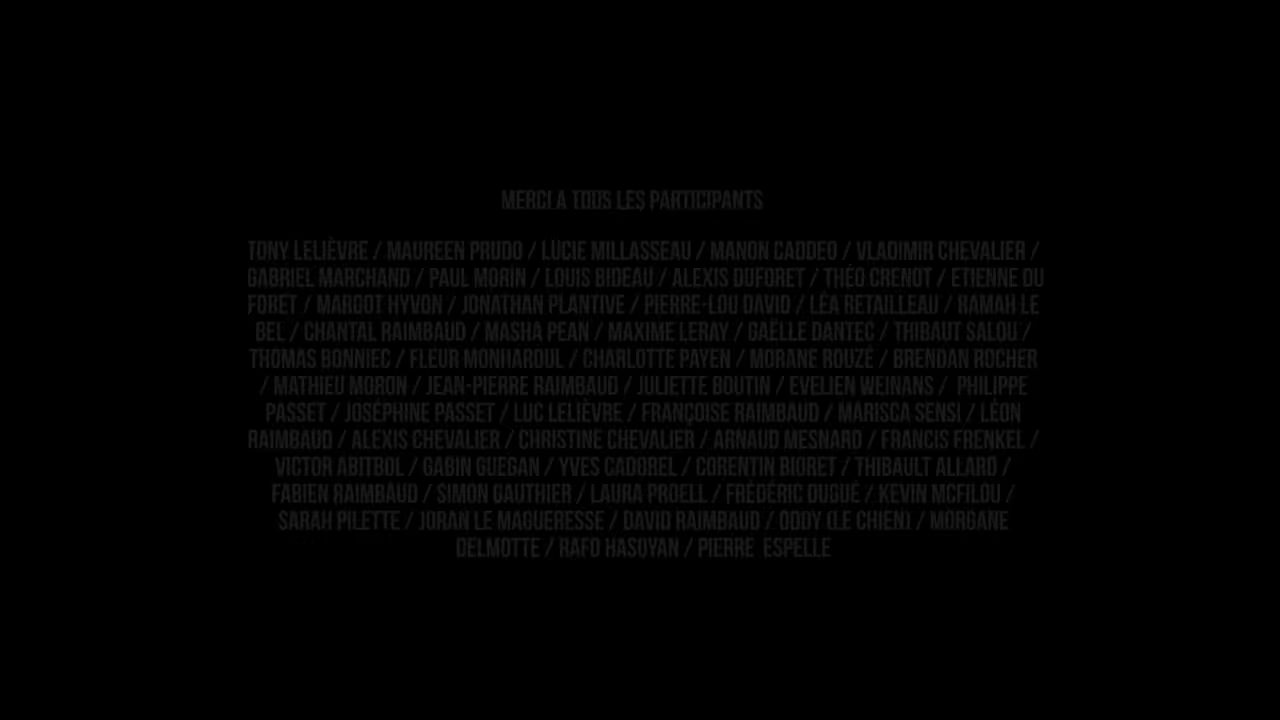 MERCI A TOUS LES PARTICIPANTS
TONY LELIÈVRE / MAUREEN PRUDO / LUCIE MILLASSEAU / MANON CADDEO / VLADIMIR CHEVALIER /
GABRIEL MARCHAND / PAUL MORIN / LOUIS BIDEAU / ALEXIS DUFORET / THÉO CRENOT / ETIENNE DU
FORET / MARGOT HYVON / JONATHAN PLANTIVE / PIERRE-LOU DAVID / LÉA RETAILLEAU / RAMAH LE
BEL / CHANTAL RAIMBAUD / MASHA PEAN / MAXIME LERAY / GAËLLE DANTEC / THIBAUT SALOU /
THOMAS BONNIEC / FLEUR MONHAROUL / CHARLOTTE PAYEN / MORANE ROUZÉ / BRENDAN ROCHER
/ MATHIEU MORON / JEAN-PIERRE RAIMBAUD / JULIETTE BOUTIN / EVELIEN WEINANS / PHILIPPE
PASSET / JOSÉPHINE PASSET / LUC LELIÈVRE / FRANÇOISE RAIMBAUD / MARISCA SENSI / LÉON
RAIMBAUD / ALEXIS CHEVALIER / CHRISTINE CHEVALIER / ARNAUD MESNARD / FRANCIS FRENKEL /
VICTOR ABITBOL / GABIN GUEGAN / YVES CADOREL / CORENTIN BIORET / THIBAULT ALLARD /
FABIEN RAIMBAUD / SIMON GAUTHIER / LAURA PROELL / FRÉDÉRIC DUGUÉ / KEVIN MCFILOU /
SARAH PILETTE / JORAN LE MAGUERESSE / DAVID RAIMBAUD / ODDY (LE CHIEN) / MORGANE
DELMOTTE / RAFO HASOYAN / PIERRE ESPELLE